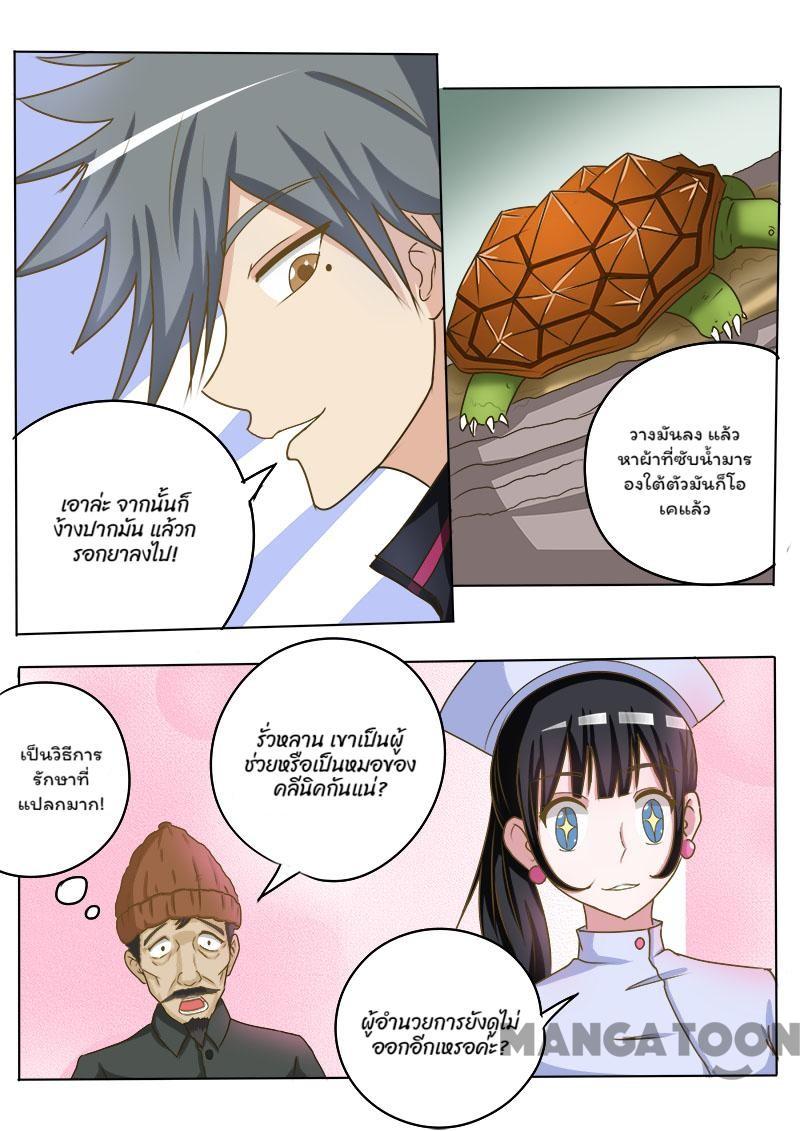 เอาล่ะ จากนั้นก็
ง้างปากมัน แล้วก
รอกยาลงไป!
วางมันลง แล้ว
หาผ้าที่ซับน้ำมาร
องใต้ตัวมันก็โอ
เคแล้ว
เป็นวิธีการ
รักษาที่
แปลกมาก!
รั่วหลาน เขาเป็นผู้
ช่วยหรือเป็นหมอของ
คลีนิคกันแน่?
ผู้อำนวยการยังดูไม่
ออกอีกเหรอค่ะ?
MANGATOON